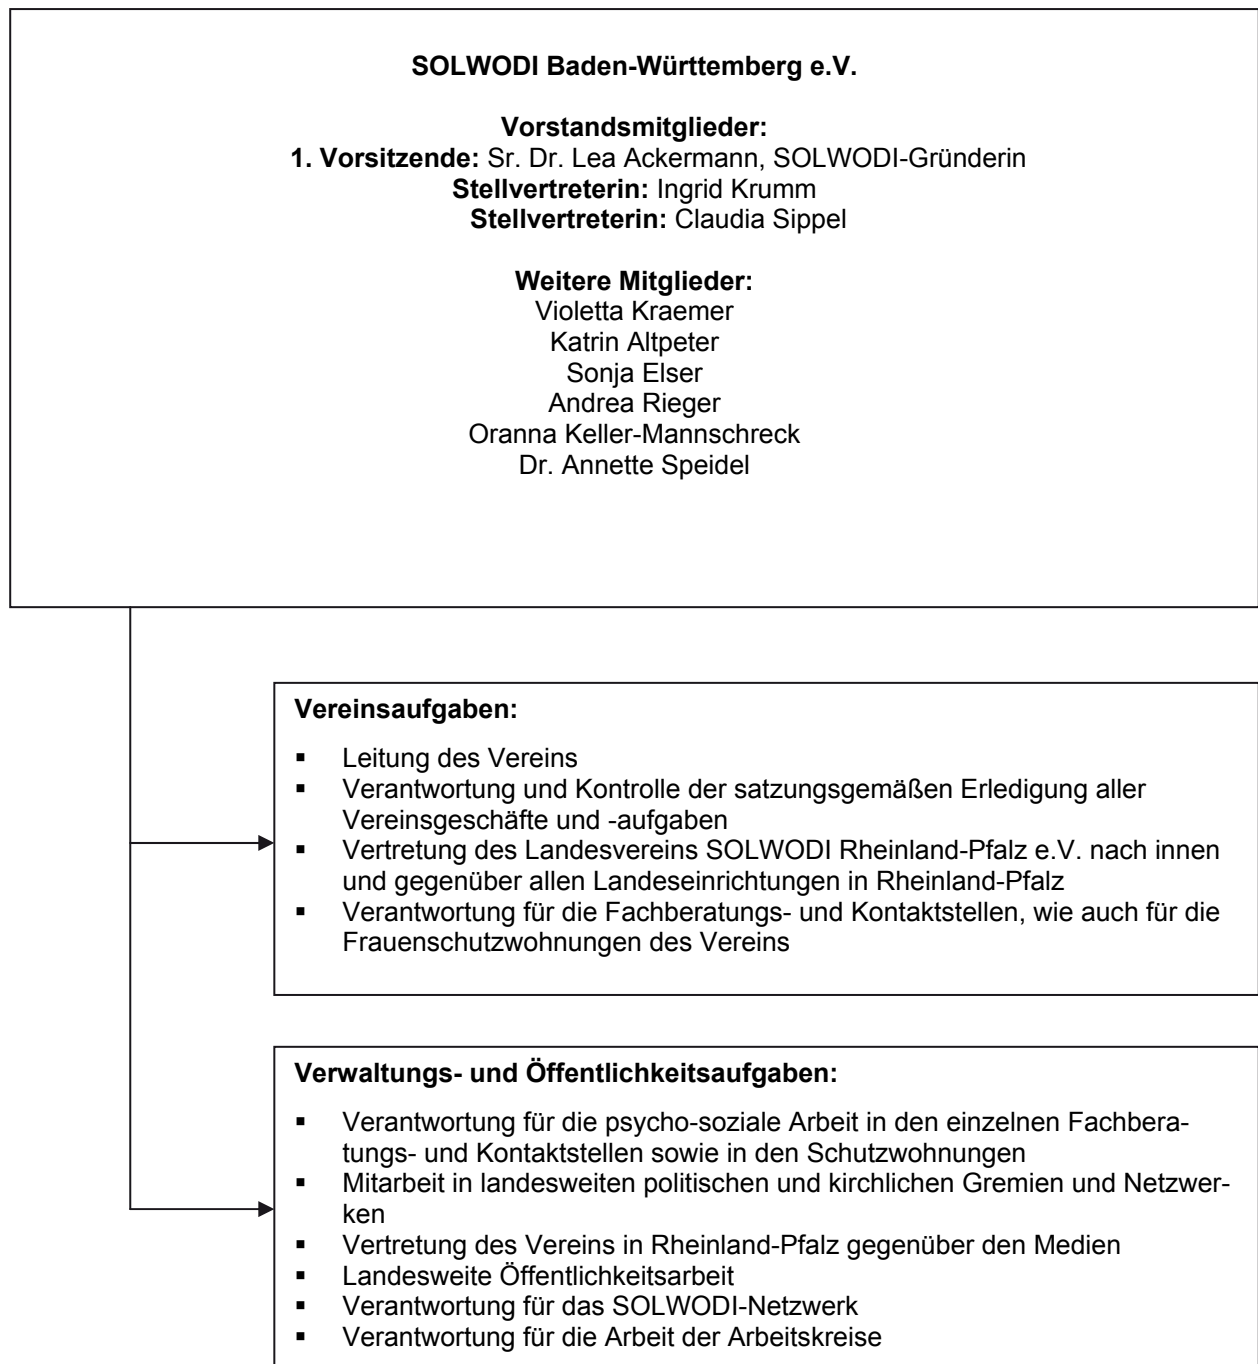 SOLWODI Baden-Württemberg e.V.
Vorstandsmitglieder:
1. Vorsitzende: Sr. Dr. Lea Ackermann, SOLWODI-Gründerin
Stellvertreterin: Ingrid Krumm
Stellvertreterin: Claudia Sippel
Weitere Mitglieder:
Violetta Kraemer
Katrin Altpeter
Sonja Elser
Andrea Rieger
Oranna Keller-Mannschreck
Dr. Annette Speidel
Vereinsaufgaben:
▪ Leitung des Vereins
▪ Verantwortung und Kontrolle der satzungsgemäßen Erledigung aller
Vereinsgeschäfte und -aufgaben
▪ Vertretung des Landesvereins SOLWODI Rheinland-Pfalz e.V. nach innen
und gegenüber allen Landeseinrichtungen in Rheinland-Pfalz
▪ Verantwortung für die Fachberatungs- und Kontaktstellen, wie auch für die
Frauenschutzwohnungen des Vereins
Verwaltungs- und Öffentlichkeitsaufgaben:
▪ Verantwortung für die psycho-soziale Arbeit in den einzelnen Fachbera-
tungs- und Kontaktstellen sowie in den Schutzwohnungen
▪ Mitarbeit in landesweiten politischen und kirchlichen Gremien und Netzwer-
ken
▪ Vertretung des Vereins in Rheinland-Pfalz gegenüber den Medien
▪ Landesweite Öffentlichkeitsarbeit
▪ Verantwortung für das SOLWODI-Netzwerk
▪ Verantwortung für die Arbeit der Arbeitskreise